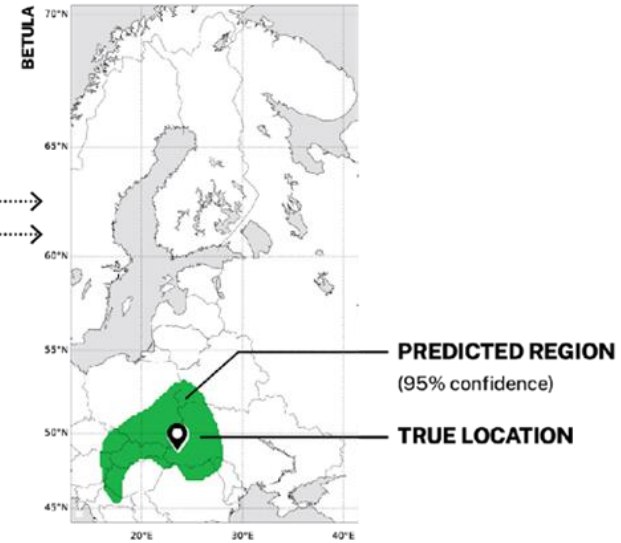 BETULA
70°N
65°N
60°N
55°N
PREDICTED REGION
(95% confidence)
50°N
TRUE LOCATION
45°N
20°E 30°E 40°E